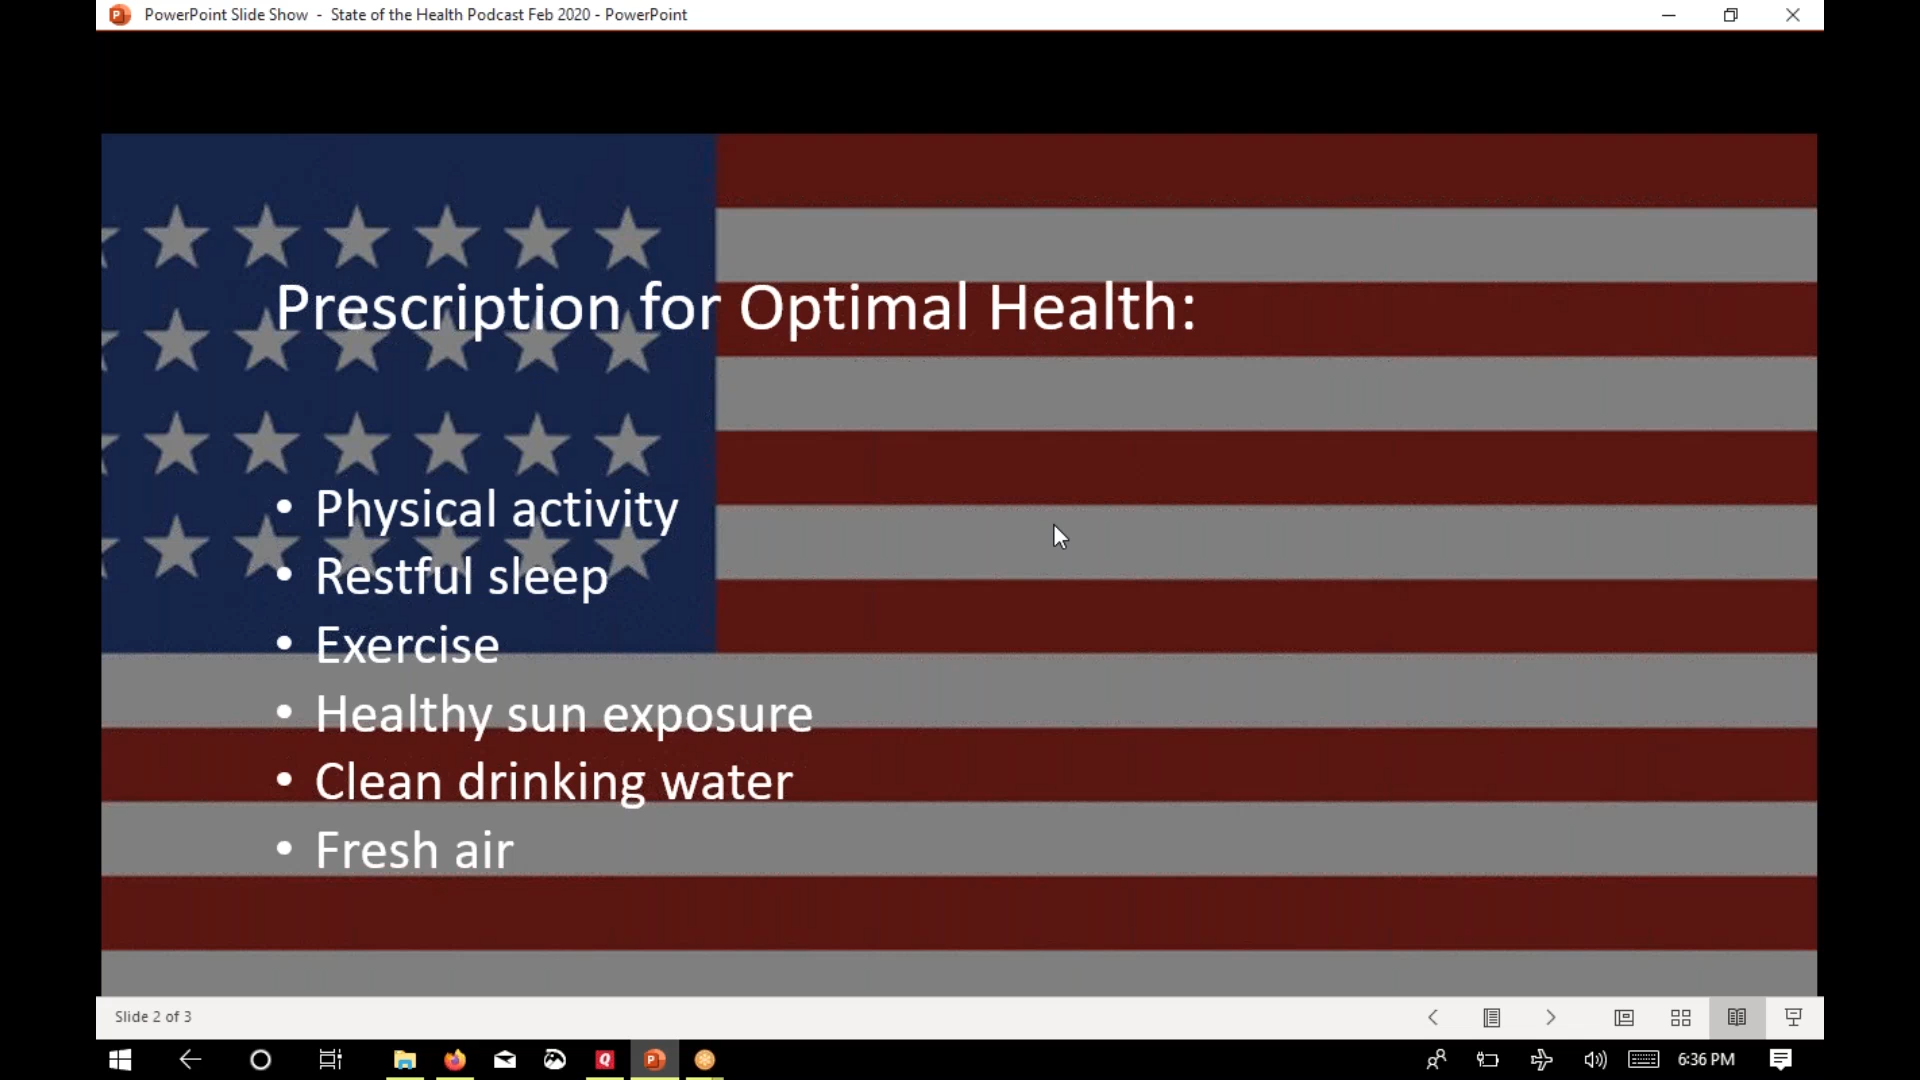 PowerPoint Slide Show - State of the Health Podcast Feb 2020 - PowerPoint
Prescription for Optimal Health:
• Physical activity
• Restful sleep
• Exercise
• Healthy sun exposure
• Clean drinking water
• Fresh air
Slide 2 of 3
6:36 PM